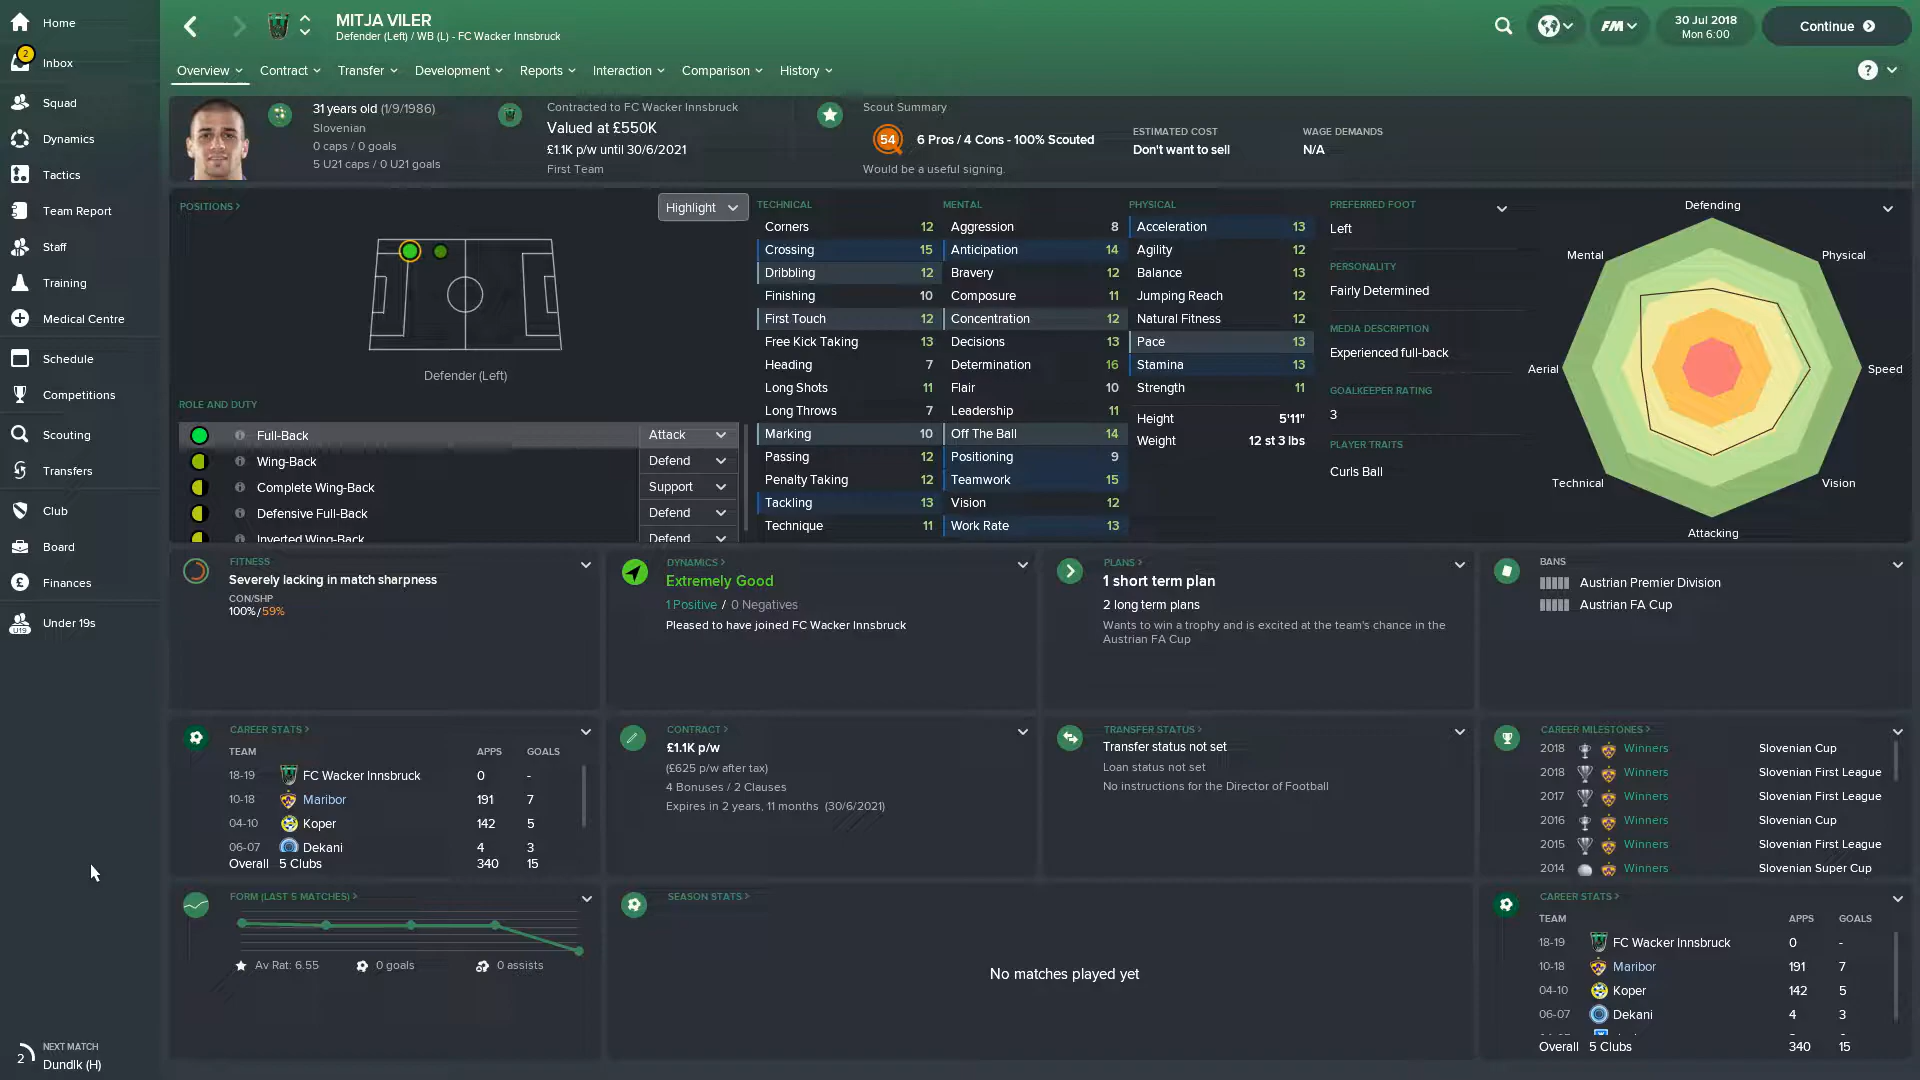 Home
2
Inbox
Squad
Dynamics
Tactics
Team Report
Staff
Training
Medical Centre
Schedule
Competitions
Scouting
Transfers
Club
Board
Finances
U19
Under 19s
2
NEXT MATCH
Dundlk (H)
MITJA VILER
Defender (Left) / WB (L) - FC Wacker Innsbruck
FM
30 Jul 2018
Mon 6:00
Continue
Overview
Contract
Transfer
Development
Reports
Interaction
Comparison
History
?
31 years old (1/9/1986)
Slovenian
0 caps / 0 goals
5 U21 caps / 0 U21 goals
Contracted to FC Wacker Innsbruck
Valued at £550K
£1.1K p/w until 30/6/2021
First Team
Scout Summary
54
6 Pros / 4 Cons - 100% Scouted
Would be a useful signing.
ESTIMATED COST
Don't want to sell
WAGE DEMANDS
N/A
POSITIONS >
Highlight
Defender (Left)
ROLE AND DUTY
Full-Back Attack
Wing-Back Defend
Complete Wing-Back Support
Defensive Full-Back Defend
Inverted Wing-Back Defend
TECHNICAL
Corners 12
Crossing 15
Dribbling 12
Finishing 10
First Touch 12
Free Kick Taking 13
Heading 7
Long Shots 11
Long Throws 7
Marking 10
Passing 12
Penalty Taking 12
Tackling 13
Technique 11
MENTAL
Aggression 8
Anticipation 14
Bravery 12
Composure 11
Concentration 12
Decisions 13
Determination 16
Flair 10
Leadership 11
Off The Ball 14
Positioning 9
Teamwork 15
Vision 12
Work Rate 13
PHYSICAL
Acceleration 13
Agility 12
Balance 13
Jumping Reach 12
Natural Fitness 12
Pace 13
Stamina 13
Strength 11
Height 5'11"
Weight 12 st 3 lbs
PREFERRED FOOT
Left
PERSONALITY
Fairly Determined
MEDIA DESCRIPTION
Experienced full-back
GOALKEEPER RATING
3
PLAYER TRAITS
Curls Ball
Defending
Physical
Speed
Vision
Attacking
Technical
Aerial
Mental
FITNESS
Severely lacking in match sharpness
CON/SHP
100%/59%
DYNAMICS >
Extremely Good
1 Positive / 0 Negatives
Pleased to have joined FC Wacker Innsbruck
PLANS >
1 short term plan
2 long term plans
Wants to win a trophy and is excited at the team's chance in the
Austrian FA Cup
BANS
Austrian Premier Division
Austrian FA Cup
CAREER STATS >
TEAM APPS GOALS
18-19 FC Wacker Innsbruck 0 -
10-18 Maribor 191 7
04-10 Koper 142 5
06-07 Dekani 4 3
Overall 5 Clubs 340 15
CONTRACT >
£1.1K p/w
(£625 p/w after tax)
4 Bonuses / 2 Clauses
Expires in 2 years, 11 months (30/6/2021)
TRANSFER STATUS >
Transfer status not set
Loan status not set
No instructions for the Director of Football
CAREER MILESTONES >
2018 Winners Slovenian Cup
2018 Winners Slovenian First League
2017 Winners Slovenian First League
2016 Winners Slovenian Cup
2015 Winners Slovenian First League
2014 Winners Slovenian Super Cup
FORM (LAST 5 MATCHES) >
Av Rat: 6.55
0 goals
0 assists
SEASON STATS >
No matches played yet
CAREER STATS >
TEAM APPS GOALS
18-19 FC Wacker Innsbruck 0 -
10-18 Maribor 191 7
04-10 Koper 142 5
06-07 Dekani 4 3
Overall 5 Clubs 340 15